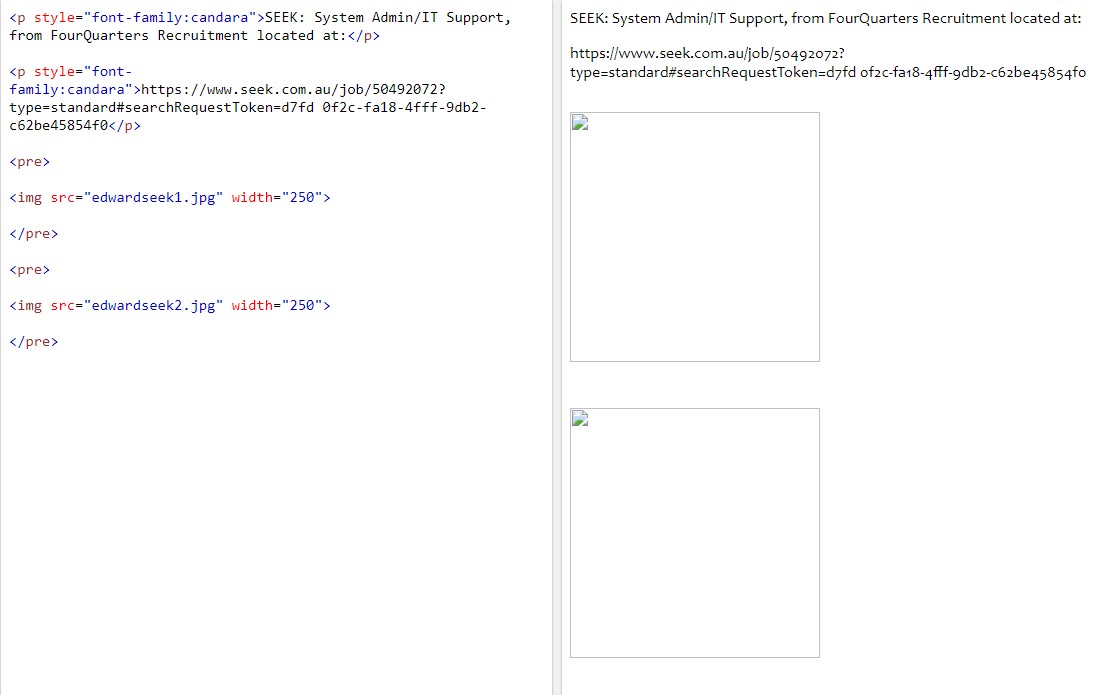 <p style="font-family:candara">SEEK: System Admin/IT Support,
from FourQuarters Recruitment located at:</p>
<p style="font-
family:candara">https://www.seek.com.au/job/50492072?
type=standard#searchRequestToken=d7fd 0f2c-fa18-4fff-9db2-
c62be45854f0</p>
<pre>
<img src="edwardseek1.jpg" width="250">
</pre>
<pre>
<img src="edwardseek2.jpg" width="250">
</pre>
SEEK: System Admin/IT Support, from FourQuarters Recruitment located at:
https://www.seek.com.au/job/50492072?
type=standard#searchRequestToken=d7fd 0f2c-fa18-4fff-9db2-c62be45854f0